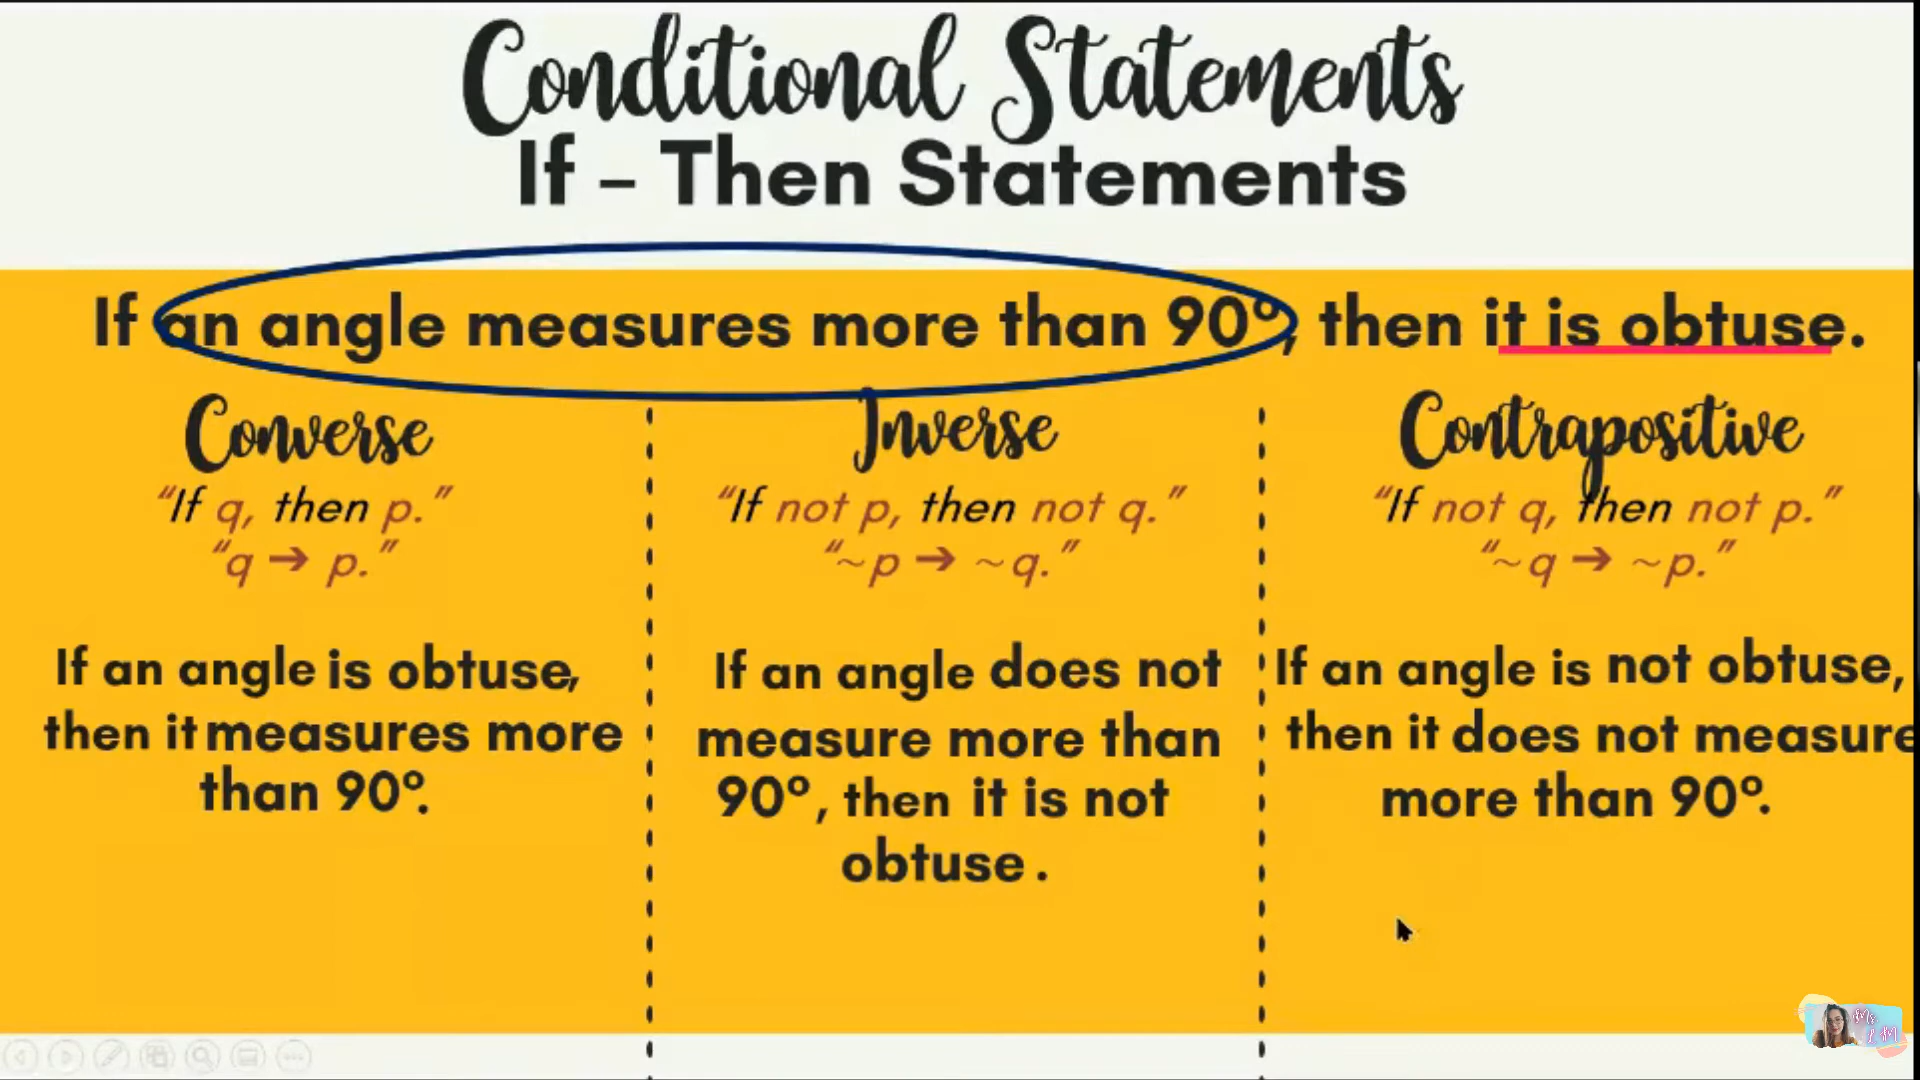 Conditional Statements
If – Then Statements
If an angle measures more than 90°, then it is obtuse.
Converse
"If q, then p."
"q → p."
If an angle is obtuse,
then it measures more
than 90°.
Inverse
"If not p, then not q."
"~p → ~q."
If an angle does not
measure more than
90°, then it is not
obtuse .
Contrapositive
"If not q, then not p."
"~q → ~p."
If an angle is not obtuse,
then it does not measure
more than 90°.